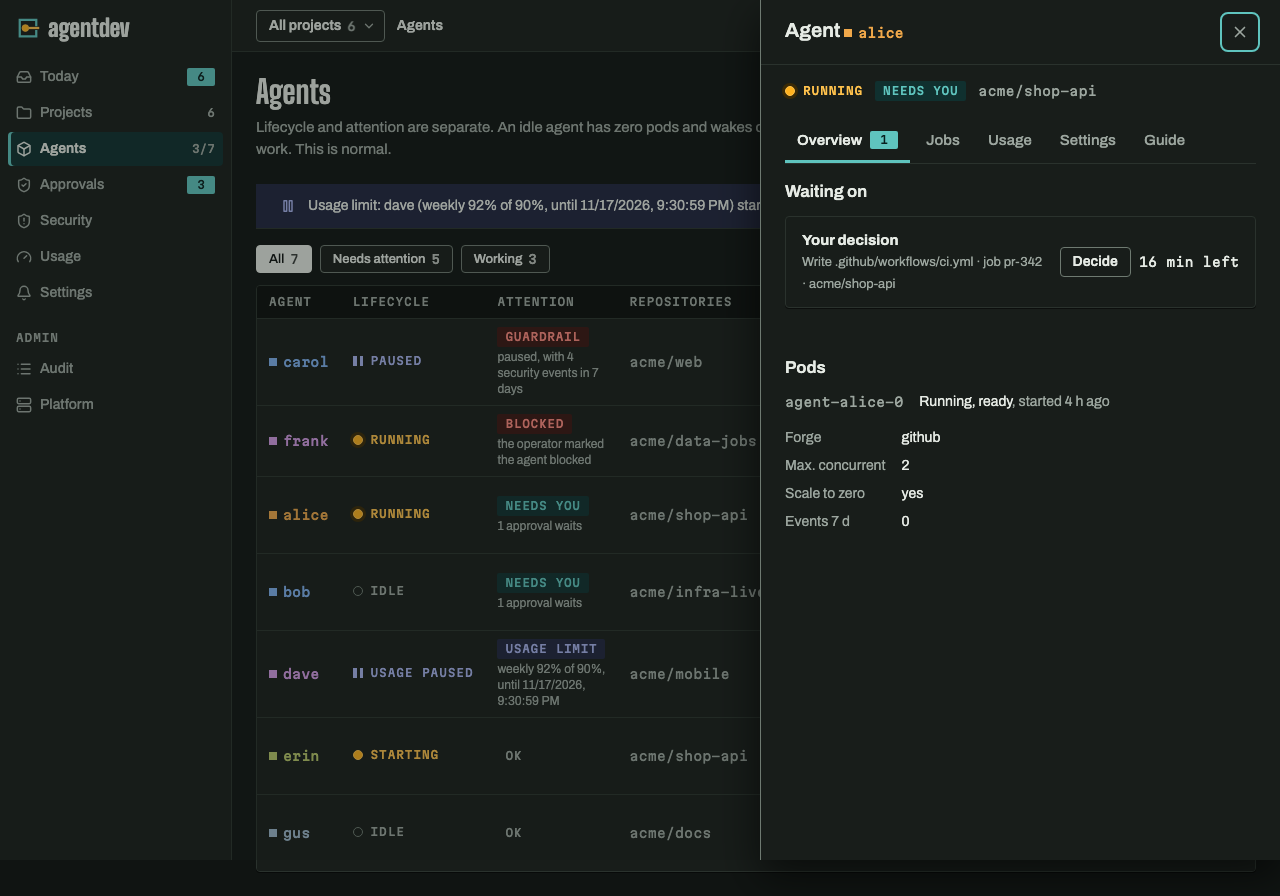 agentdev
Today 6
Projects 6
Agents 3/7
Approvals 3
Security
Usage
Settings
ADMIN
Audit
Platform
All projects 6 Agents
Agents
Lifecycle and attention are separate. An idle agent has zero pods and wakes
work. This is normal.
Usage limit: dave (weekly 92% of 90%, until 11/17/2026, 9:30:59 PM)
All 7 Needs attention 5 Working 3
AGENT LIFECYCLE ATTENTION REPOSITORIES
carol PAUSED GUARDRAIL
paused, with 4
security events in 7
days
acme/web
frank RUNNING BLOCKED
the operator marked
the agent blocked
acme/data-jobs
alice RUNNING NEEDS YOU
1 approval waits
acme/shop-api
bob IDLE NEEDS YOU
1 approval waits
acme/infra-live
dave USAGE PAUSED USAGE LIMIT
weekly 92% of 90%,
until 11/17/2026,
9:30:59 PM
acme/mobile
erin STARTING OK acme/shop-api
gus IDLE OK acme/docs
Agent alice
RUNNING NEEDS YOU acme/shop-api
Overview 1 Jobs Usage Settings Guide
Waiting on
Your decision
Write .github/workflows/ci.yml · job pr-342
· acme/shop-api
Decide 16 min left
Pods
agent-alice-0 Running, ready, started 4 h ago
Forge github
Max. concurrent 2
Scale to zero yes
Events 7 d 0